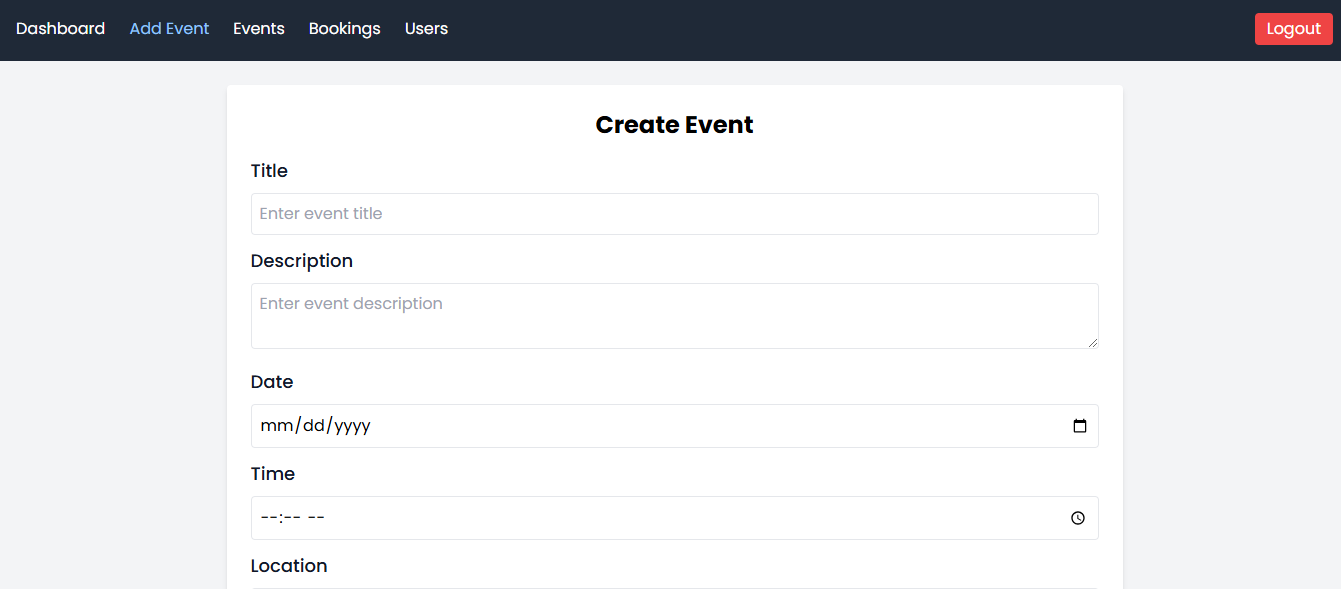 Dashboard Add Event Events Bookings Users Logout
Create Event
Title
Enter event title
Description
Enter event description
Date
mm/dd/yyyy
Time
--:-- --
Location